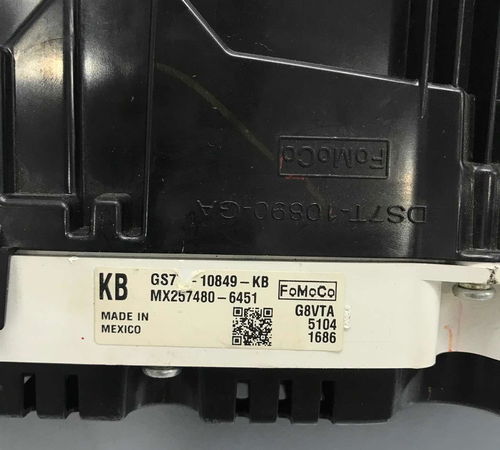 FoMoCo
DS7T-10890-GA
KB
GS7 -10849-KB
MX257480-6451
FoMoCo
MADE IN
MEXICO
G8VTA
5104
1686